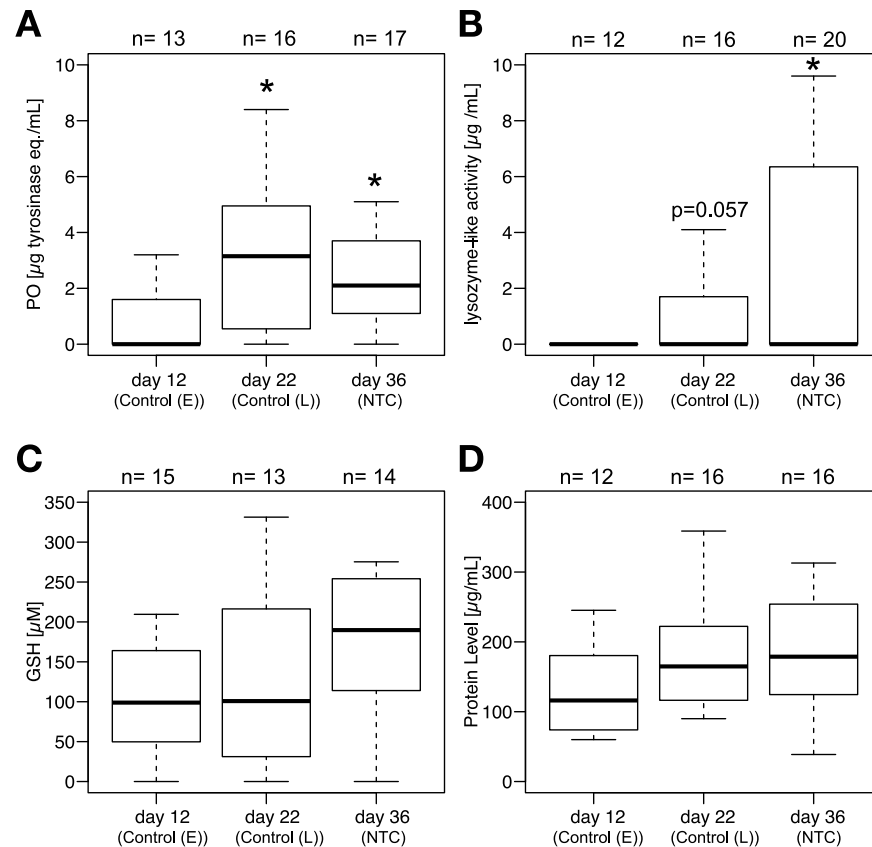 A
n= 13 n= 16 n= 17
PO [µg tyrosinase eq./mL]
10
8
6
4
2
0
*
*
day 12 day 22 day 36
(Control (E)) (Control (L)) (NTC)
B
n= 12 n= 16 n= 20
lysozyme-like activity [µg /mL]
10
8
6
4
2
0
*
p=0.057
day 12 day 22 day 36
(Control (E)) (Control (L)) (NTC)
C
n= 15 n= 13 n= 14
GSH [µM]
350
300
250
200
150
100
50
0
day 12 day 22 day 36
(Control (E)) (Control (L)) (NTC)
D
n= 12 n= 16 n= 16
Protein Level [µg/mL]
400
300
200
100
0
day 12 day 22 day 36
(Control (E)) (Control (L)) (NTC)